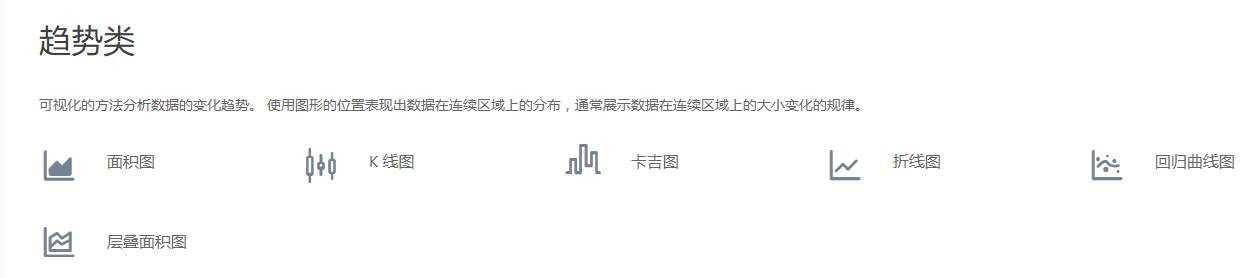 趋势类
可视化的方法分析数据的变化趋势。 使用图形的位置表现出数据在连续区域上的分布，通常展示数据在连续区域上的大小变化的规律。
面积图 K 线图 卡吉图 折线图 回归曲线图
层叠面积图